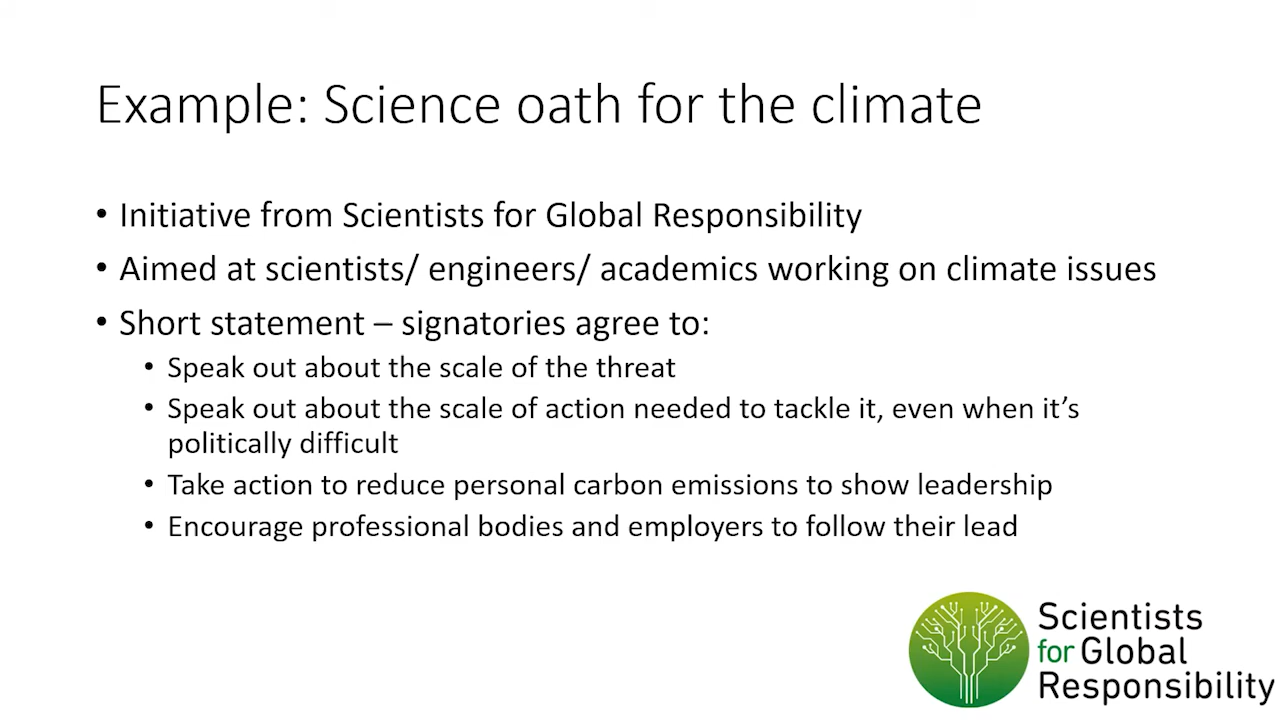 Example: Science oath for the climate
• Initiative from Scientists for Global Responsibility
• Aimed at scientists/ engineers/ academics working on climate issues
• Short statement – signatories agree to:
• Speak out about the scale of the threat
• Speak out about the scale of action needed to tackle it, even when it’s
politically difficult
• Take action to reduce personal carbon emissions to show leadership
• Encourage professional bodies and employers to follow their lead
Scientists
for Global
Responsibility